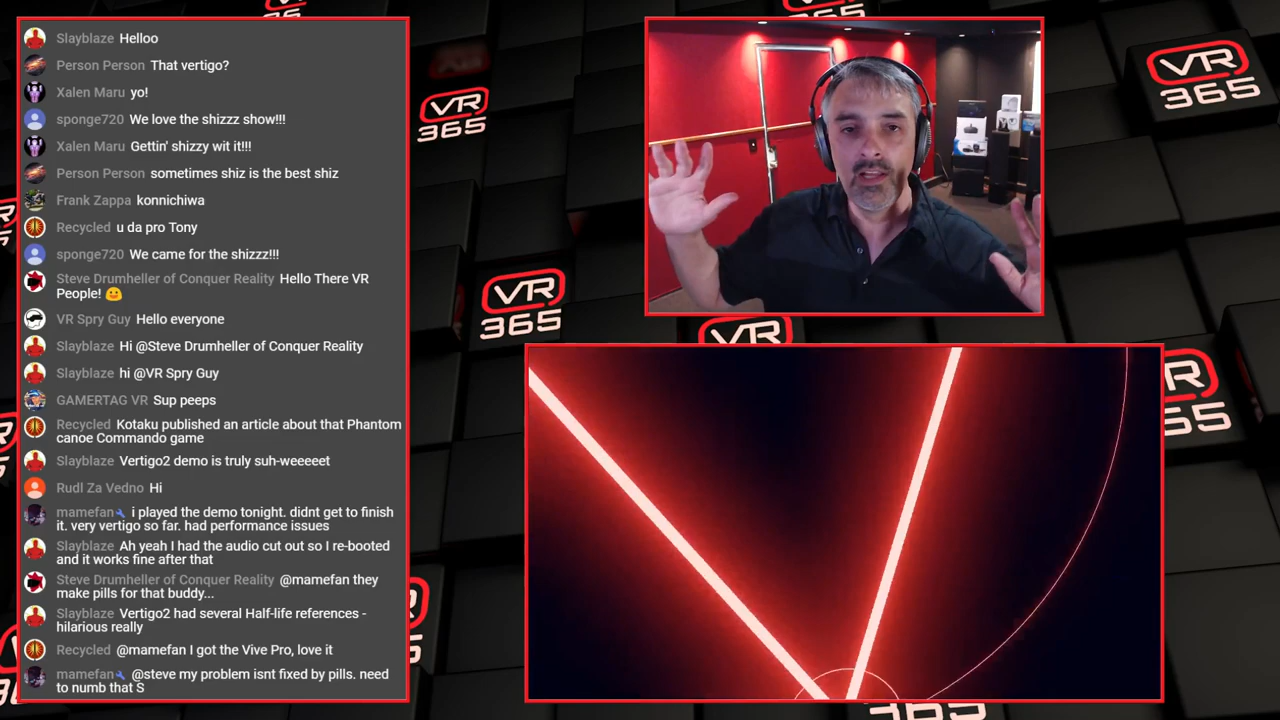 Slayblaze Helloo
Person Person That vertigo?
Xalen Maru yo!
sponge720 We love the shizzz show!!!
Xalen Maru Gettin' shizzy wit it!!!
Person Person sometimes shiz is the best shiz
Frank Zappa konnichiwa
Recycled u da pro Tony
sponge720 We came for the shizzz!!!
Steve Drumheller of Conquer Reality Hello There VR
People! 😃
VR Spry Guy Hello everyone
Slayblaze Hi @Steve Drumheller of Conquer Reality
Slayblaze hi @VR Spry Guy
GAMERTAG VR Sup peeps
Recycled Kotaku published an article about that Phantom
canoe Commando game
Slayblaze Vertigo2 demo is truly suh-weeeeet
Rudl Za Vedno Hi
mamefan i played the demo tonight. didnt get to finish
it. very vertigo so far. had performance issues
Slayblaze Ah yeah I had the audio cut out so I re-booted
and it works fine after that
Steve Drumheller of Conquer Reality @mamefan they
make pills for that buddy...
Slayblaze Vertigo2 had several Half-life references -
hilarious really
Recycled @mamefan I got the Vive Pro, love it
mamefan @steve my problem isnt fixed by pills. need
to numb that S
VR
365
VR
365
VR
365
VR
365
365